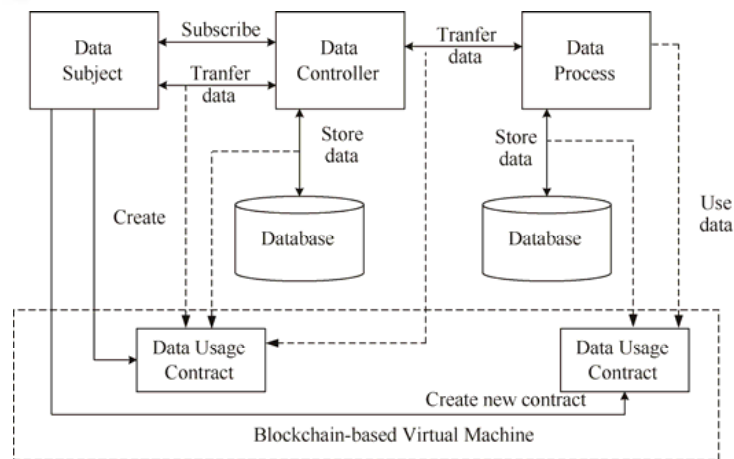 Data
Subject
Subscribe
Tranfer
data
Data
Controller
Tranfer
data
Data
Process
Store
data
Store
data
Create
Use
data
Database
Database
Data Usage
Contract
Data Usage
Contract
Create new contract
Blockchain-based Virtual Machine